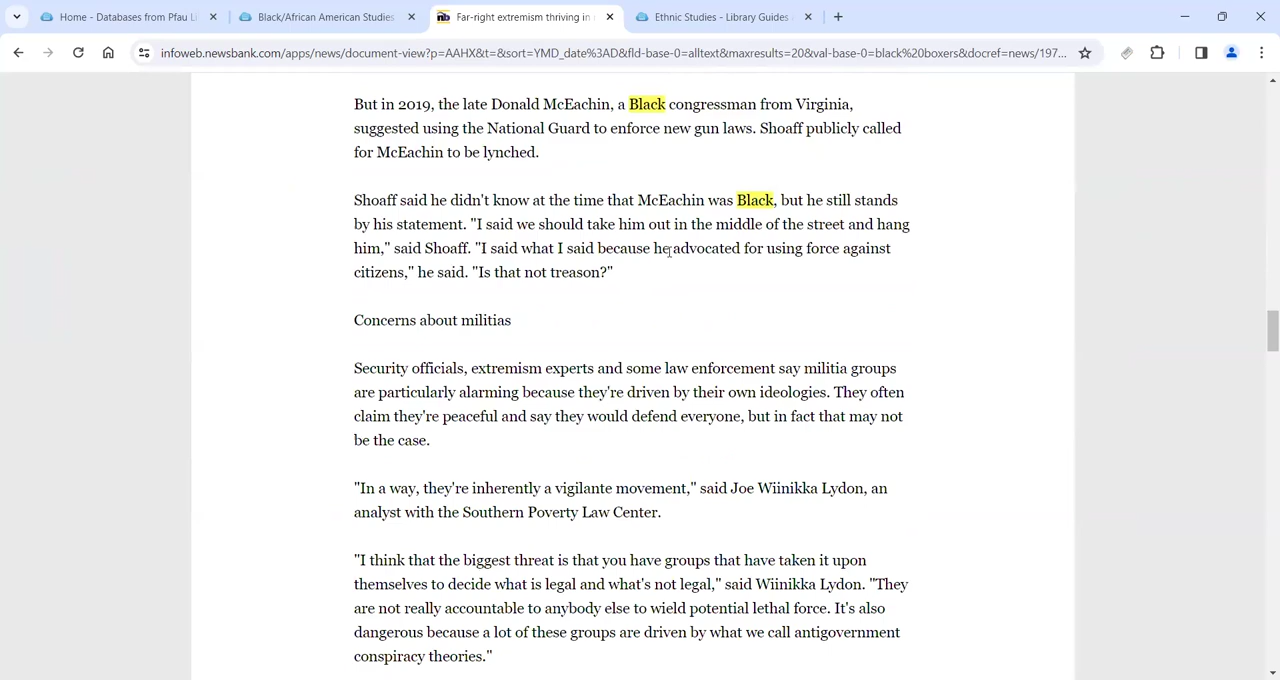 Home - Databases from Pfau Li
Black/African American Studies
Far-right extremism thriving in
Ethnic Studies - Library Guides
infoweb.newsbank.com/apps/news/document-view?p=AAHX&t=&sort=YMD_date%3AD&fld-base-0=alltext&maxresults=20&val-base-0=black%20boxers&docref=news/197...
But in 2019, the late Donald McEachin, a Black congressman from Virginia,
suggested using the National Guard to enforce new gun laws. Shoaff publicly called
for McEachin to be lynched.
Shoaff said he didn't know at the time that McEachin was Black, but he still stands
by his statement. "I said we should take him out in the middle of the street and hang
him," said Shoaff. "I said what I said because he advocated for using force against
citizens," he said. "Is that not treason?"
Concerns about militias
Security officials, extremism experts and some law enforcement say militia groups
are particularly alarming because they're driven by their own ideologies. They often
claim they're peaceful and say they would defend everyone, but in fact that may not
be the case.
"In a way, they're inherently a vigilante movement," said Joe Wiinikka Lydon, an
analyst with the Southern Poverty Law Center.
"I think that the biggest threat is that you have groups that have taken it upon
themselves to decide what is legal and what's not legal," said Wiinikka Lydon. "They
are not really accountable to anybody else to wield potential lethal force. It's also
dangerous because a lot of these groups are driven by what we call antigovernment
conspiracy theories."